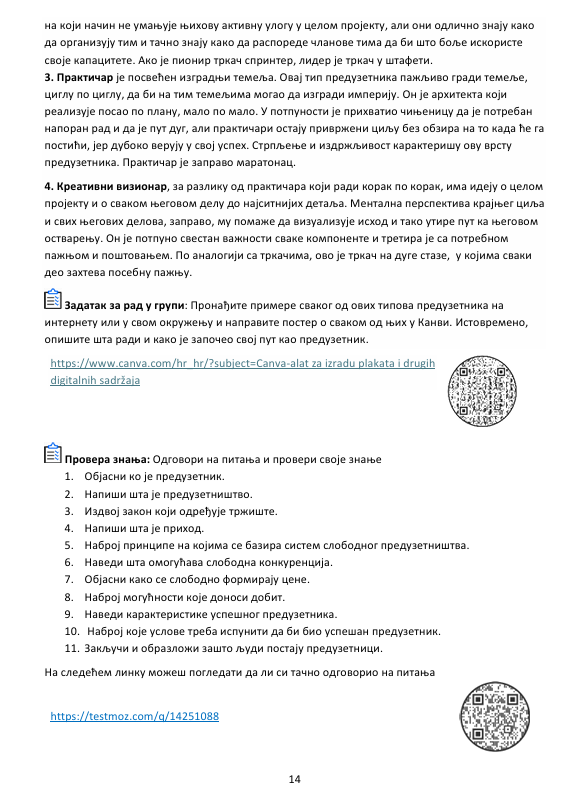 на који начин не умањује њихову активну улогу у целом пројекту, али они одлично знају како
да организују тим и тачно знају како да распореде чланове тима да би што боље искористе
своје капацитете. Ако је пионир тркач спринтер, лидер је тркач у штафети.
3. Практичар је посвећен изградњи темеља. Овај тип предузетника пажљиво гради темеље,
циглу по циглу, да би на тим темељима могао да изгради империју. Он је архитекта који
реализује посао по плану, мало по мало. У потпуности је прихватио чињеницу да је потребан
напоран рад и да је пут дуг, али практичари остају привржени циљу без обзира на то када ће га
постићи, јер дубоко верују у свој успех. Стрпљење и издржљивост карактеришу ову врсту
предузетника. Практичар је заправо маратонац.
4. Креативни визионар, за разлику од практичара који ради корак по корак, има идеју о целом
пројекту и о сваком његовом делу до најситнијих детаља. Ментална перспектива крајњег циља
и свих његових делова, заправо, му помаже да визуализује исход и тако утире пут ка његовом
остварењу. Он је потпуно свестан важности сваке компоненте и третира је са потребном
пажњом и поштовањем. По аналогији са тркачима, ово је тркач на дуге стазе, у којима сваки
део захтева посебну пажњу.
Задатак за рад у групи: Пронађите примере сваког од ових типова предузетника на
интернету или у свом окружењу и направите постер о сваком од њих у Канви. Истовремено,
опишите шта ради и како је започео свој пут као предузетник.
https://www.canva.com/hr_hr/?subject=Canva-alat za izradu plakata i drugih
digitalnih sadržaja
Провера знања: Одговори на питања и провери своје знање
1. Објасни ко је предузетник.
2. Напиши шта је предузетништво.
3. Издвој закон који одређује тржиште.
4. Напиши шта је приход.
5. Наброј принципе на којима се базира систем слободног предузетништва.
6. Наведи шта омогућава слободна конкуренција.
7. Објасни како се слободно формирају цене.
8. Наброј могућности које доноси добит.
9. Наведи карактеристике успешног предузетника.
10. Наброј које услове треба испунити да би био успешан предузетник.
11. Закључи и образложи зашто људи постају предузетници.
На следећем линку можеш погледати да ли си тачно одговорио на питања
https://testmoz.com/q/14251088
14